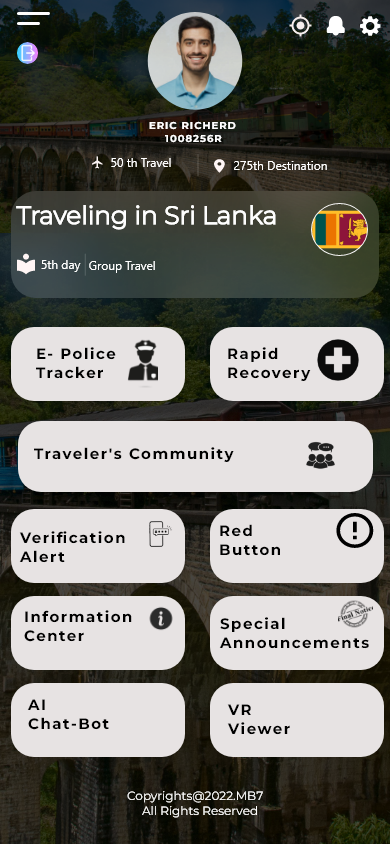 ERIC RICHERD
1008256R
50 th Travel
275th Destination
Traveling in Sri Lanka
5th day
Group Travel
E- Police
Tracker
Rapid
Recovery
Traveler's Community
Verification
Alert
Red
Button
Information
Center
Final Notice
Special
Announcements
AI
Chat-Bot
VR
Viewer
Copyrights@2022.MB7
All Rights Reserved